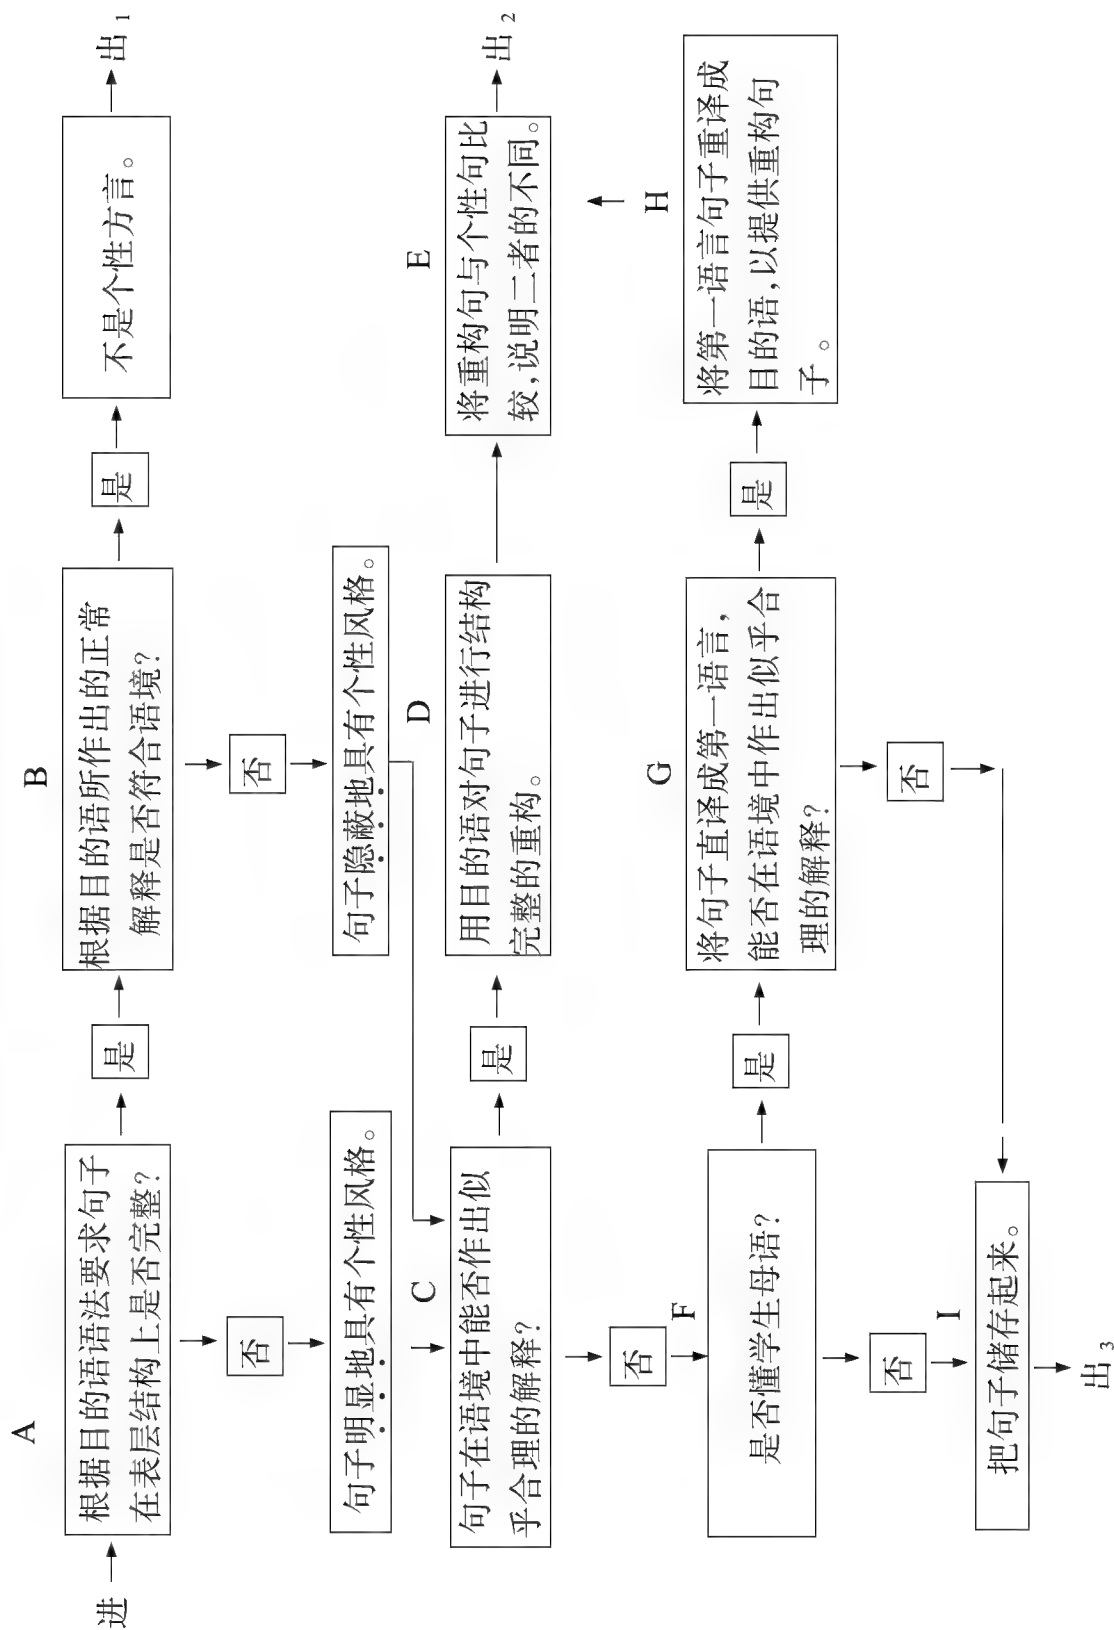 A
进
根据目的语语法要求句子
在表层结构上是否完整?
是
B
根据目的语所作出的正常
解释是否符合语境?
是
不是个性方言。
出1
否
否
句子明显地具有个性风格。
句子隐蔽地具有个性风格。
C
句子在语境中能否作出似
乎合理的解释?
是
D
用目的语对句子进行结构
完整的重构。
E
将重构句与个性句比
较,说明二者的不同。
出2
否
F
是否懂学生母语?
是
G
将句子直译成第一语言,
能否在语境中作出似乎合
理的解释?
是
H
将第一语言句子重译成
目的语,以提供重构句
子。
否
否
I
把句子储存起来。
出3